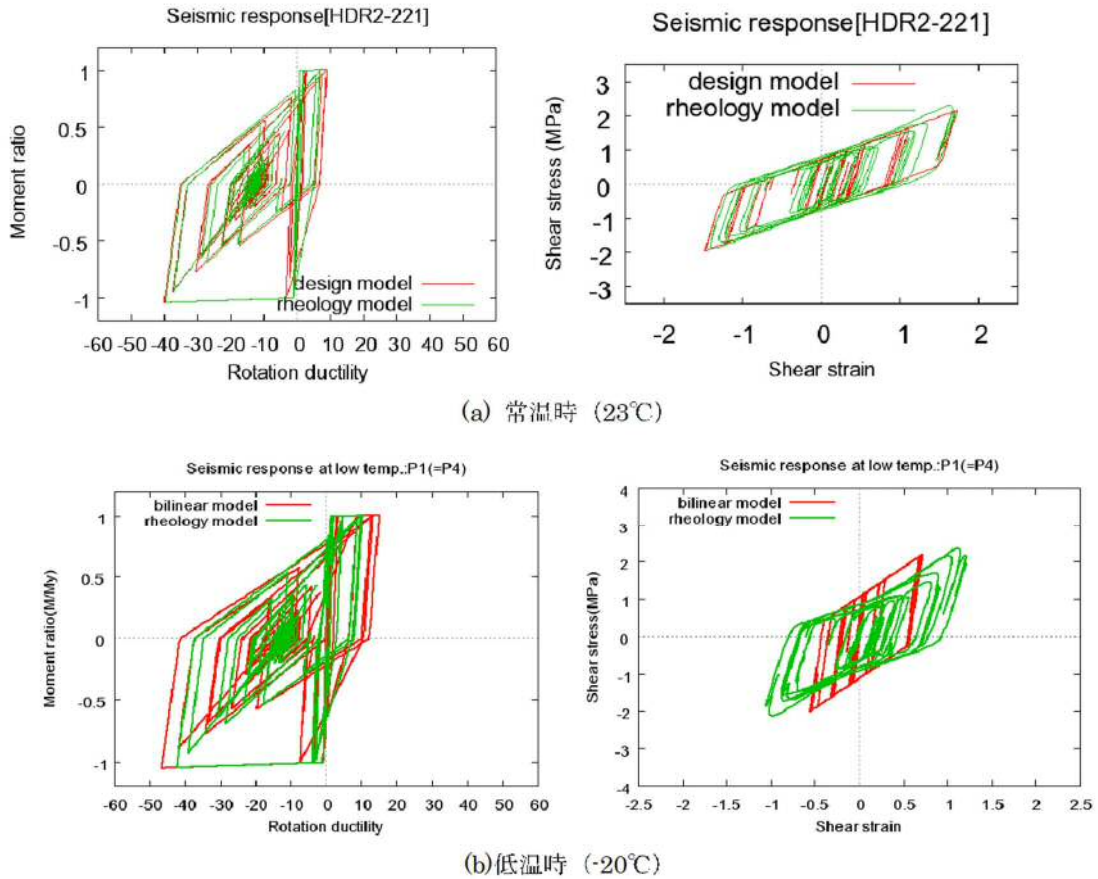 Seismic response[HDR2-221]
Moment ratio
1
0.5
0
-0.5
-1
design model
rheology model
-60 -50 -40 -30 -20 -10 0 10 20 30 40 50 60
Rotation ductility
Seismic response[HDR2-221]
Shear stress (MPa)
3
2
1
0
-1
-2
-3
design model
rheology model
-2 -1 0 1 2
Shear strain
(a) 常温時 (23℃)
Seismic response at low temp.:P1(=P4)
Moment ratio(M/My)
1
0.5
0
-0.5
-1
bilinear model
rheology model
-60 -50 -40 -30 -20 -10 0 10 20 30 40 50 60
Rotation ductility
Seismic response at low temp.:P1(=P4)
Shear stress(MPa)
4
3
2
1
0
-1
-2
-3
-4
bilinear model
rheology model
-2.5 -2 -1.5 -1 -0.5 0 0.5 1 1.5 2 2.5
Shear strain
(b)低温時 (-20℃)